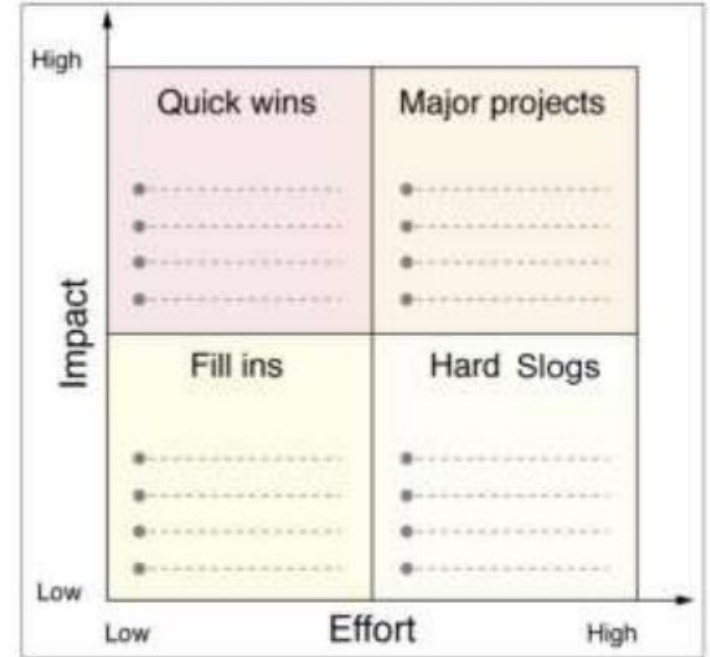 High
Quick wins
Major projects
Impact
Fill ins
Hard Slogs
Low
Low
Effort
High